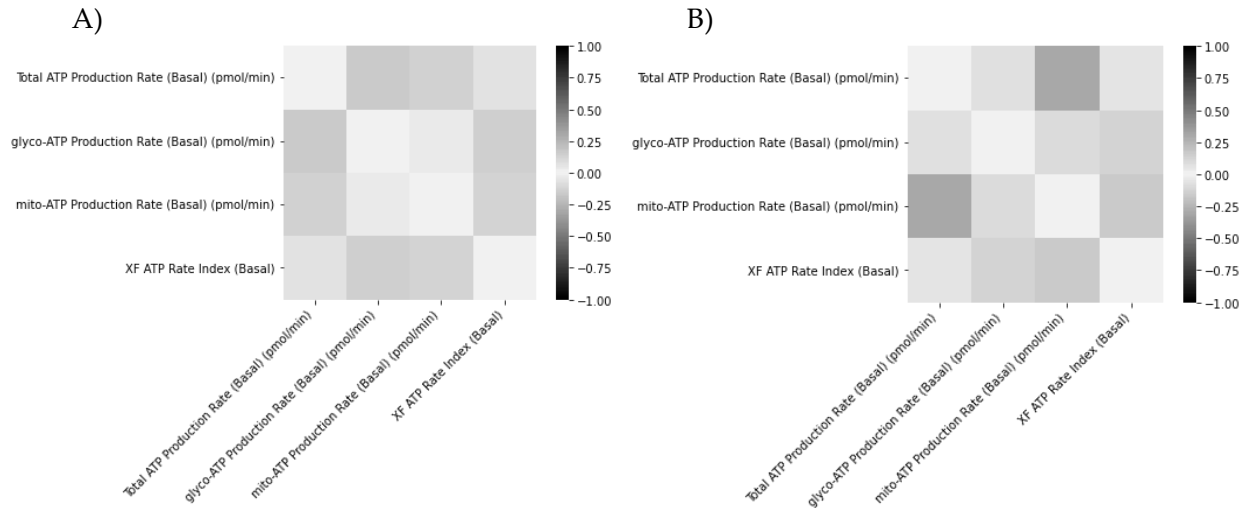 A)
Total ATP Production Rate (Basal) (pmol/min)
glyco-ATP Production Rate (Basal) (pmol/min)
mito-ATP Production Rate (Basal) (pmol/min)
XF ATP Rate Index (Basal)
1.00
0.75
0.50
0.25
0.00
−0.25
−0.50
−0.75
−1.00
Total ATP Production Rate (Basal) (pmol/min)
glyco-ATP Production Rate (Basal) (pmol/min)
mito-ATP Production Rate (Basal) (pmol/min)
XF ATP Rate Index (Basal)
B)
Total ATP Production Rate (Basal) (pmol/min)
glyco-ATP Production Rate (Basal) (pmol/min)
mito-ATP Production Rate (Basal) (pmol/min)
XF ATP Rate Index (Basal)
1.00
0.75
0.50
0.25
0.00
−0.25
−0.50
−0.75
−1.00
Total ATP Production Rate (Basal) (pmol/min)
glyco-ATP Production Rate (Basal) (pmol/min)
mito-ATP Production Rate (Basal) (pmol/min)
XF ATP Rate Index (Basal)